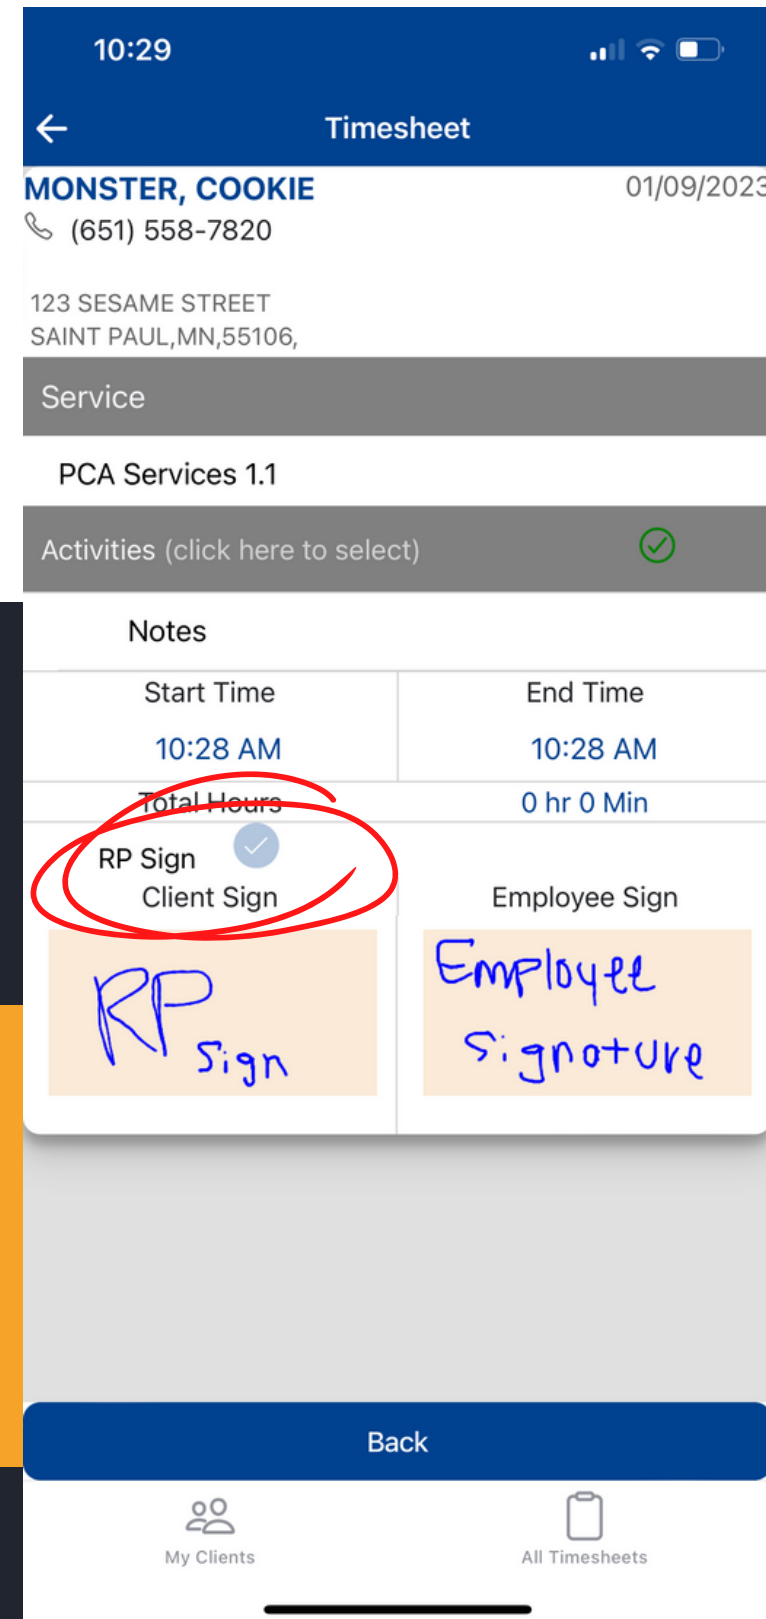 10:29
Timesheet
MONSTER, COOKIE 01/09/2023
(651) 558-7820
123 SESAME STREET
SAINT PAUL,MN,55106,
Service
PCA Services 1.1
Activities (click here to select)
Notes
Start Time End Time
10:28 AM 10:28 AM
Total Hours 0 hr 0 Min
RP Sign
Client Sign Employee Sign
RP Employee
Sign Signature
Back
My Clients All Timesheets